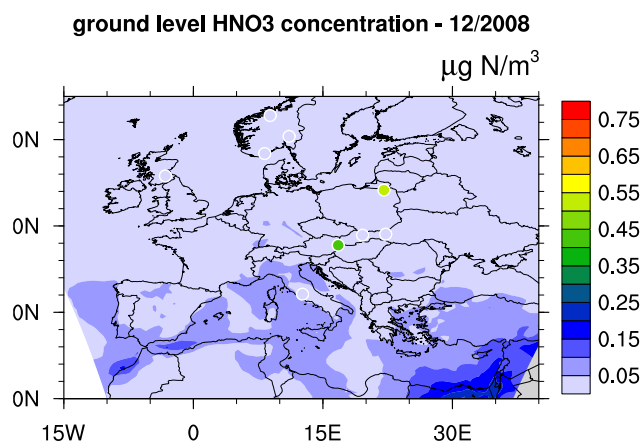 ground level HNO3 concentration - 12/2008
μg N/m³
0N
0N
0N
0N
15W 0 15E 30E
0.75
0.65
0.55
0.45
0.35
0.25
0.15
0.05